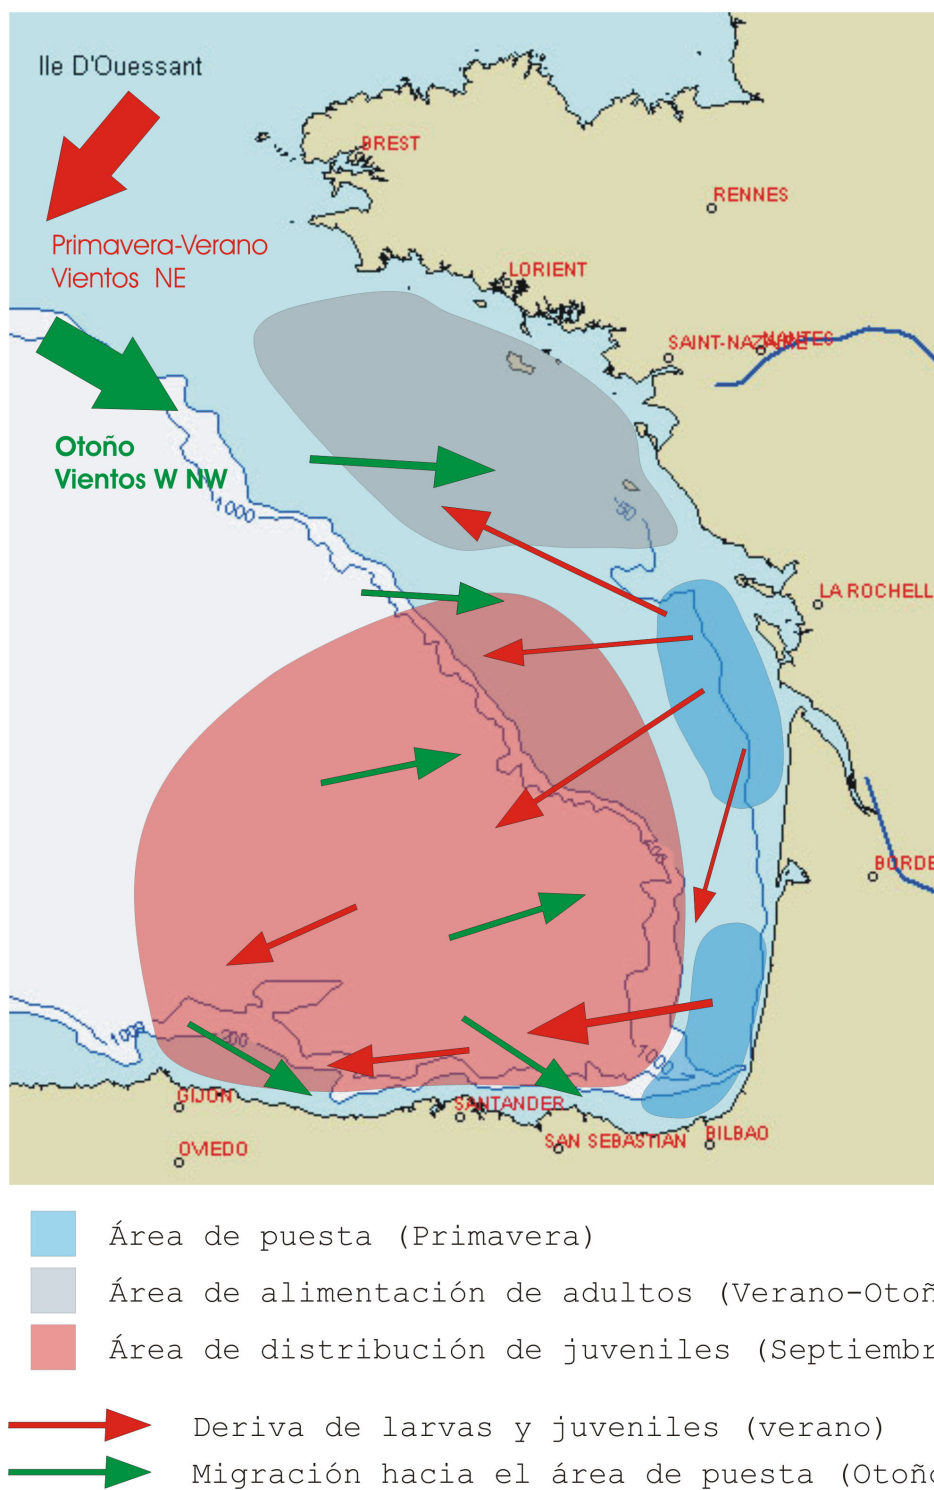 Ile D'Ouessant
BREST
RENNES
Primavera-Verano
Vientos NE
LORIENT
SAINT-NAZAIRE
NANTES
Otoño
Vientos W NW
1000
50
LA ROCHELL
BORDE
1000
200
1000
GIJON
SANTANDER
OVIEDO
SAN SEBASTIAN
BILBAO
Área de puesta (Primavera)
Área de alimentación de adultos (Verano-Otoñ
Área de distribución de juveniles (Septiembr
Deriva de larvas y juveniles (verano)
Migración hacia el área de puesta (Otoño